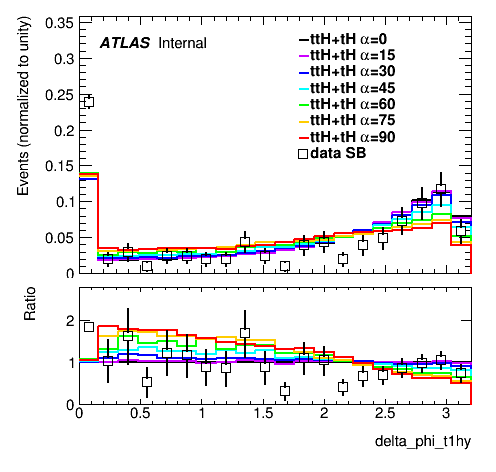 Events (normalized to unity)
0.35
0.3
0.25
0.2
0.15
0.1
0.05
0
ATLAS Internal
ttH+tH α=0
ttH+tH α=15
ttH+tH α=30
ttH+tH α=45
ttH+tH α=60
ttH+tH α=75
ttH+tH α=90
data SB
Ratio
2
1
0
0 0.5 1 1.5 2 2.5 3
delta_phi_t1hy